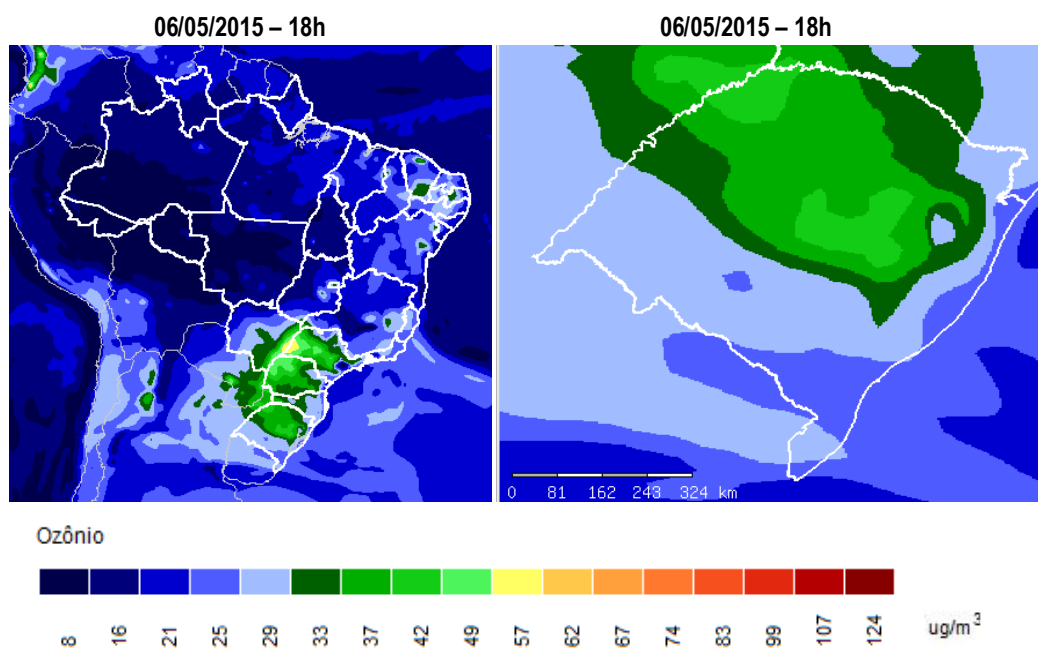 06/05/2015 – 18h
06/05/2015 – 18h
0 81 162 243 324 km
Ozônio
8 16 21 25 29 33 37 42 49 57 62 67 74 83 99 107 124 ug/m³